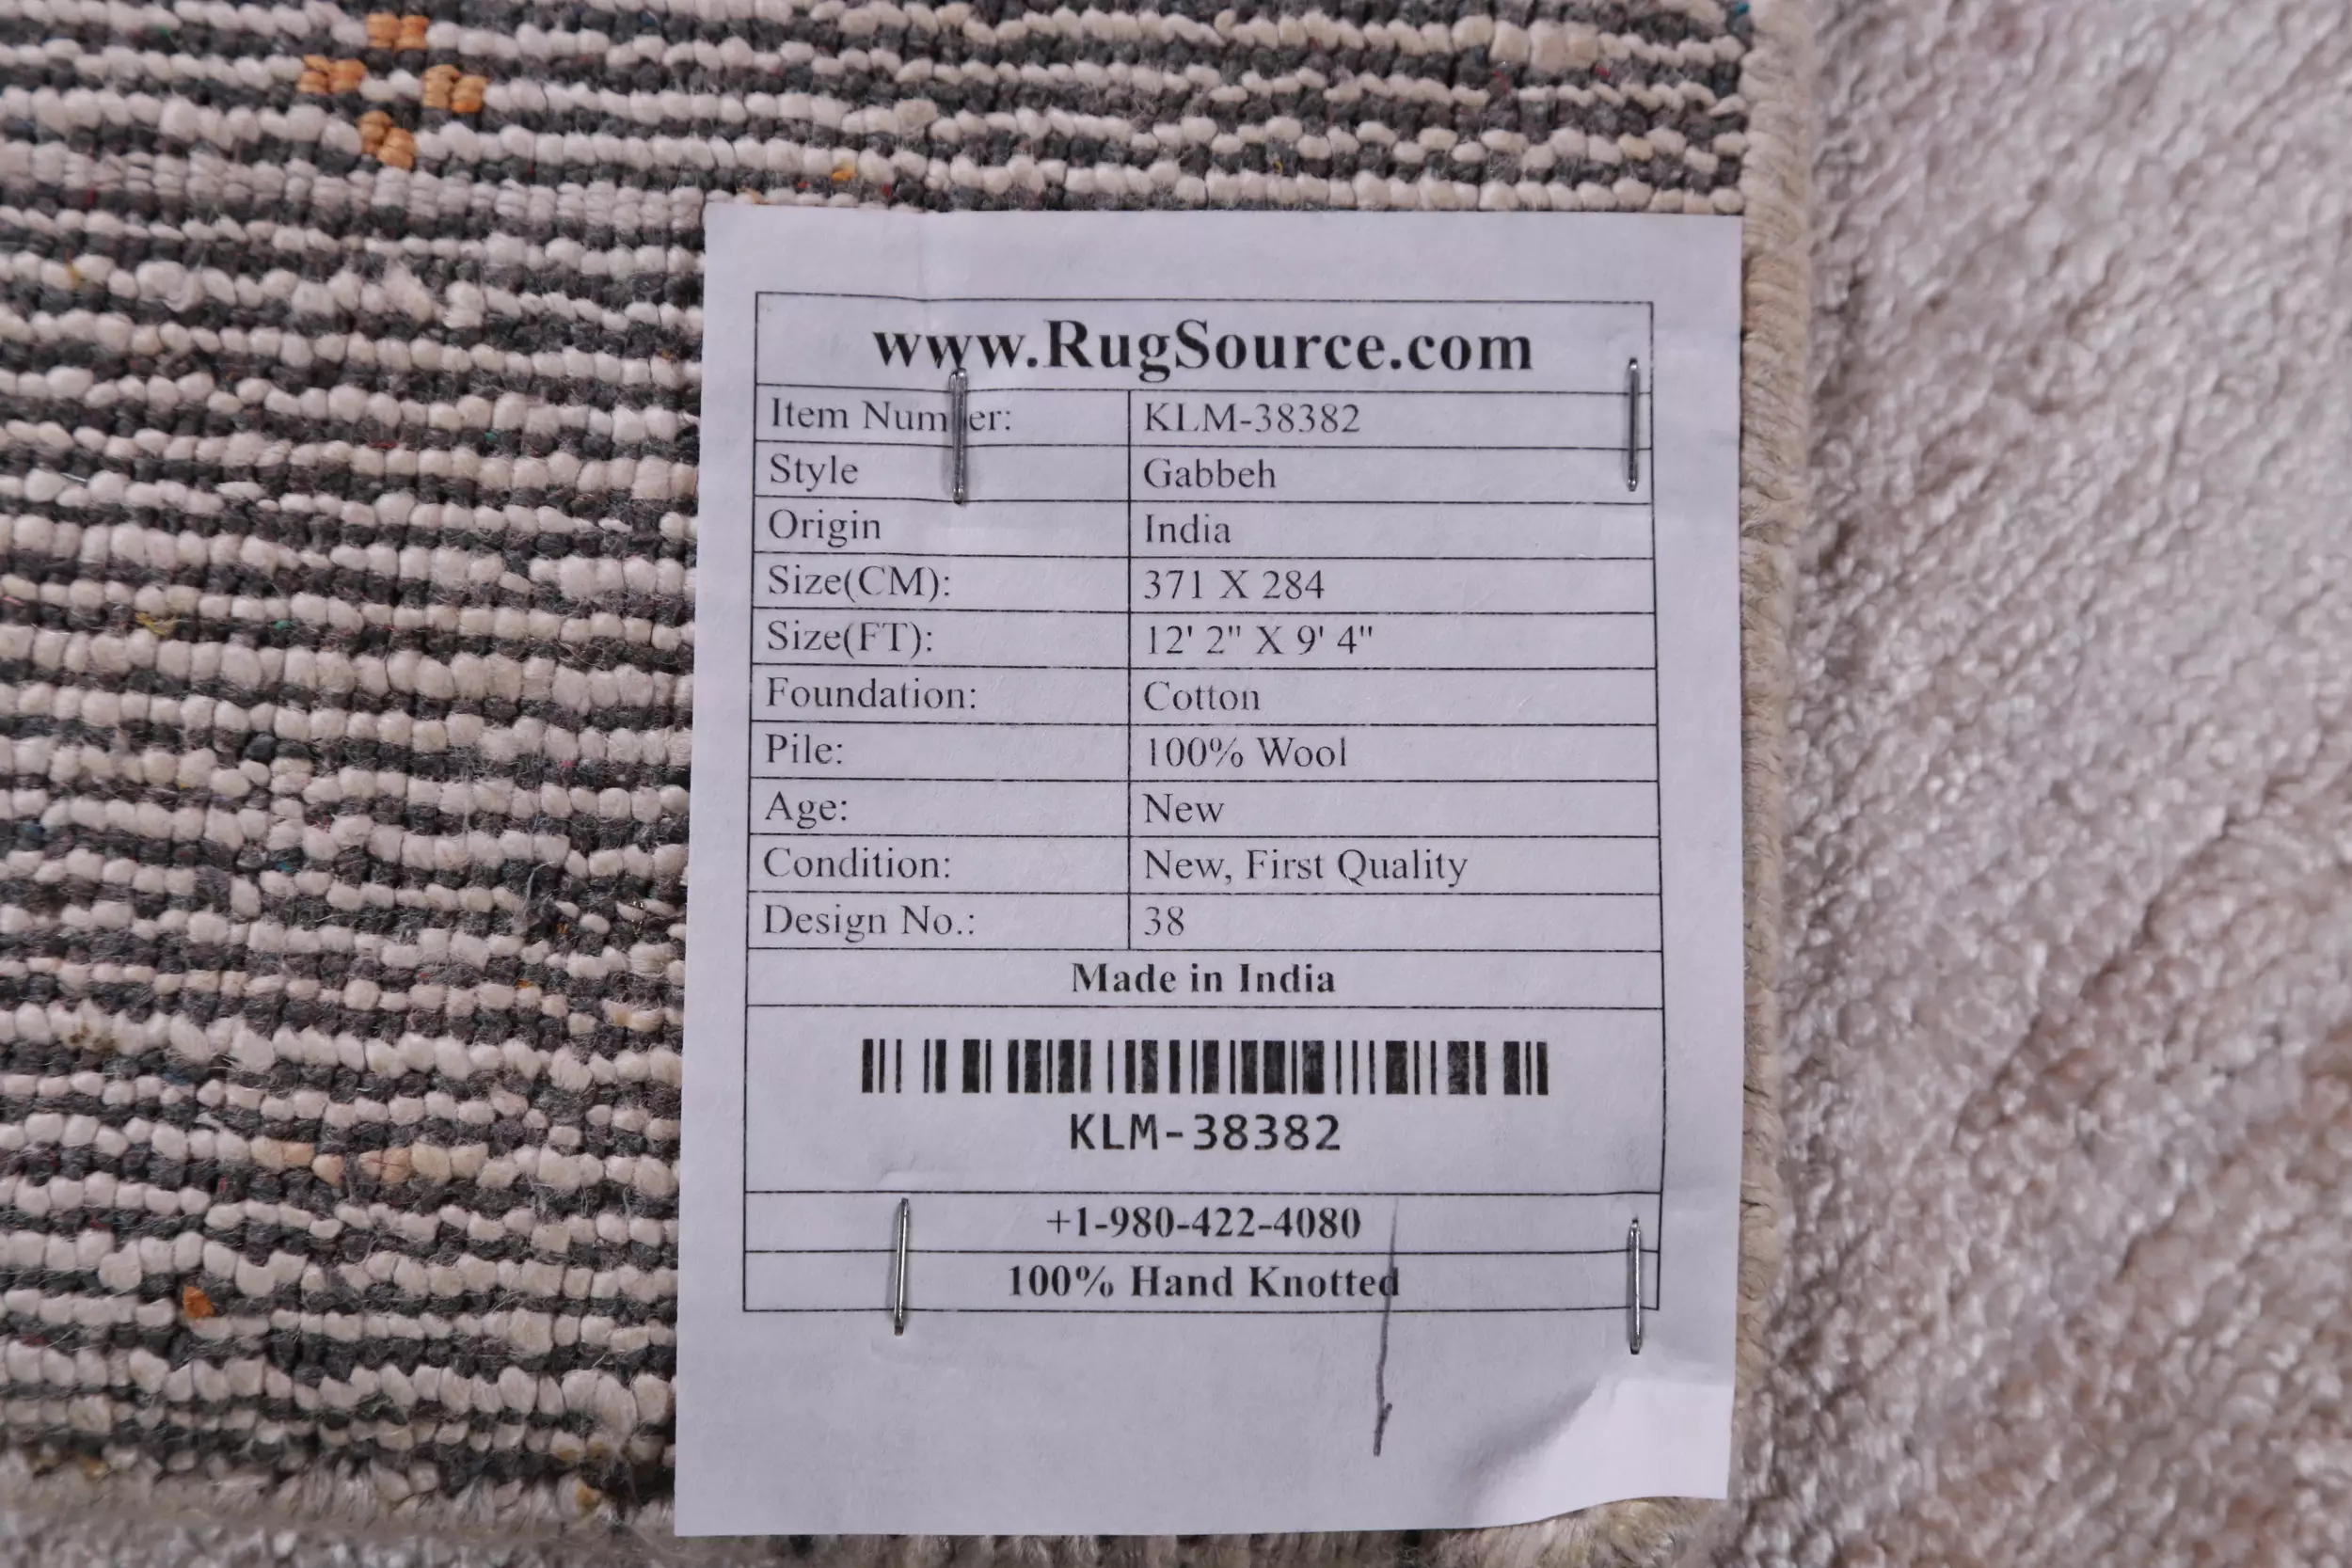 www.RugSource.com
Item Number: KLM-38382
Style Gabbeh
Origin India
Size(CM): 371 X 284
Size(FT): 12' 2" X 9' 4"
Foundation: Cotton
Pile: 100% Wool
Age: New
Condition: New, First Quality
Design No.: 38
Made in India
KLM-38382
+1-980-422-4080
100% Hand Knotted